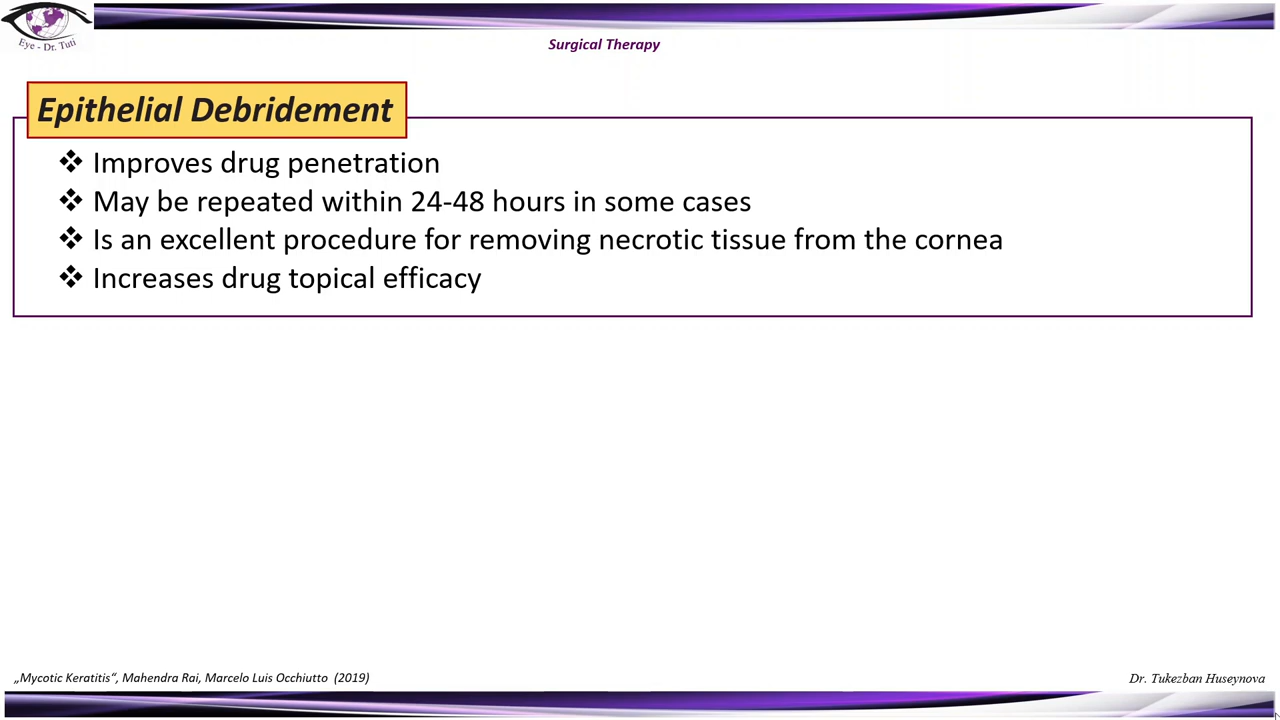 Eye - Dr. Tuti
Surgical Therapy
Epithelial Debridement
❖ Improves drug penetration
❖ May be repeated within 24-48 hours in some cases
❖ Is an excellent procedure for removing necrotic tissue from the cornea
❖ Increases drug topical efficacy
„Mycotic Keratitis“, Mahendra Rai, Marcelo Luis Occhiutto (2019)
Dr. Tukezban Huseynova